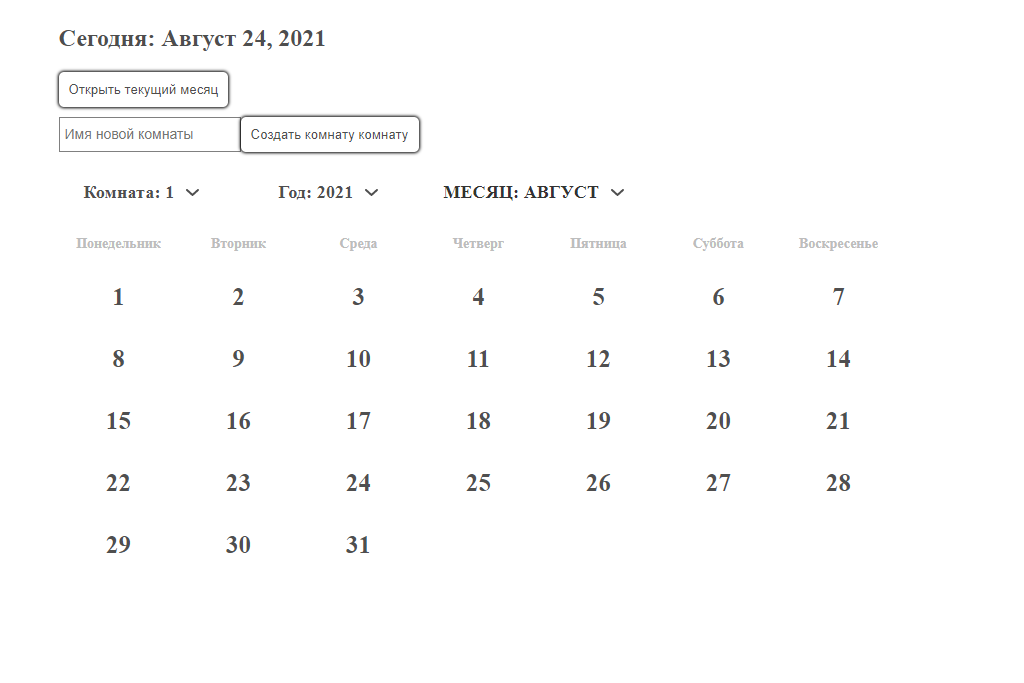 Сегодня: Август 24, 2021
Открыть текущий месяц
Имя новой комнаты Создать комнату комнату
Комната: 1 Год: 2021 МЕСЯЦ: АВГУСТ
Понедельник Вторник Среда Четверг Пятница Суббота Воскресенье
1 2 3 4 5 6 7
8 9 10 11 12 13 14
15 16 17 18 19 20 21
22 23 24 25 26 27 28
29 30 31